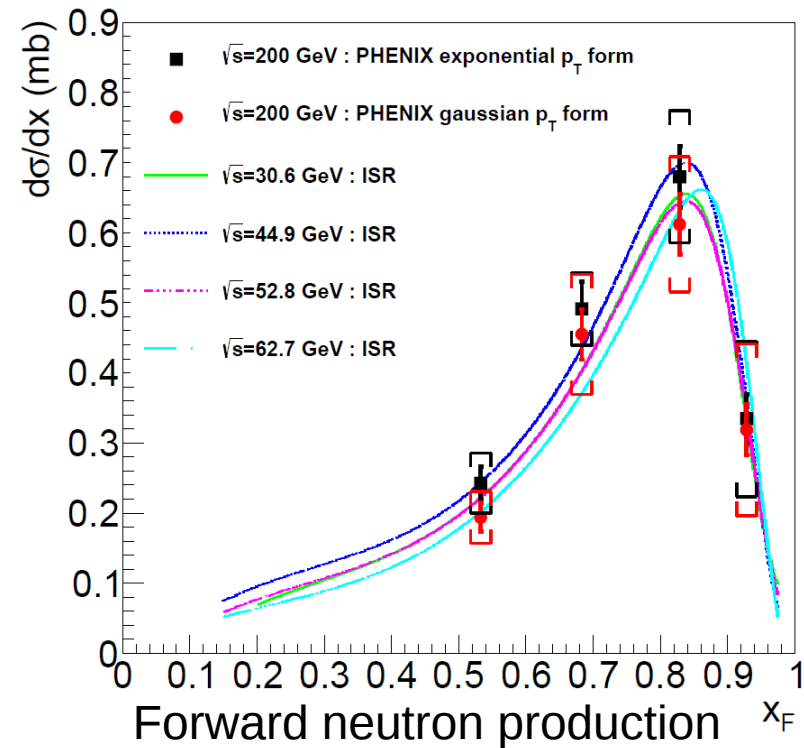 dσ/dx (mb)
0.9
0.8
0.7
0.6
0.5
0.4
0.3
0.2
0.1
0
√s=200 GeV : PHENIX exponential pT form
√s=200 GeV : PHENIX gaussian pT form
√s=30.6 GeV : ISR
√s=44.9 GeV : ISR
√s=52.8 GeV : ISR
√s=62.7 GeV : ISR
0 0.1 0.2 0.3 0.4 0.5 0.6 0.7 0.8 0.9 1
Forward neutron production xF